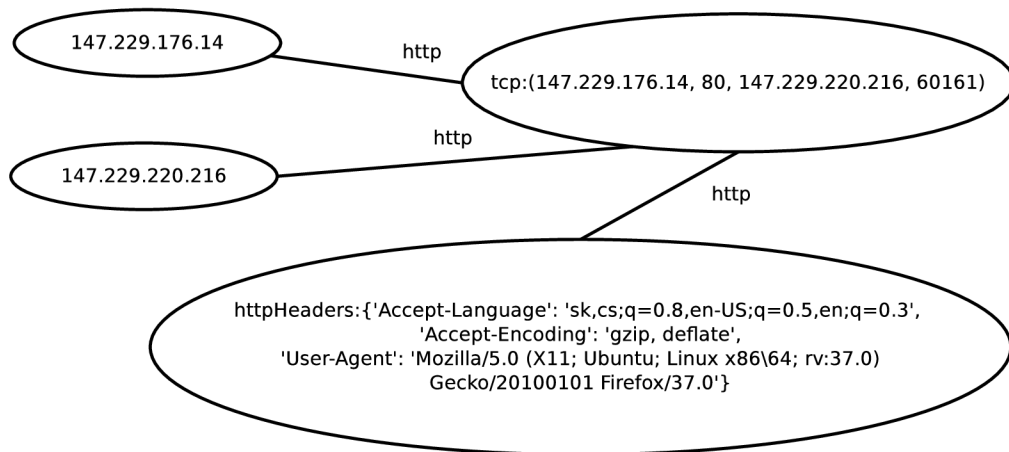 147.229.176.14
http
tcp:(147.229.176.14, 80, 147.229.220.216, 60161)
http
147.229.220.216
http
httpHeaders:{'Accept-Language': 'sk,cs;q=0.8,en-US;q=0.5,en;q=0.3',
'Accept-Encoding': 'gzip, deflate',
'User-Agent': 'Mozilla/5.0 (X11; Ubuntu; Linux x86\64; rv:37.0)
Gecko/20100101 Firefox/37.0'}